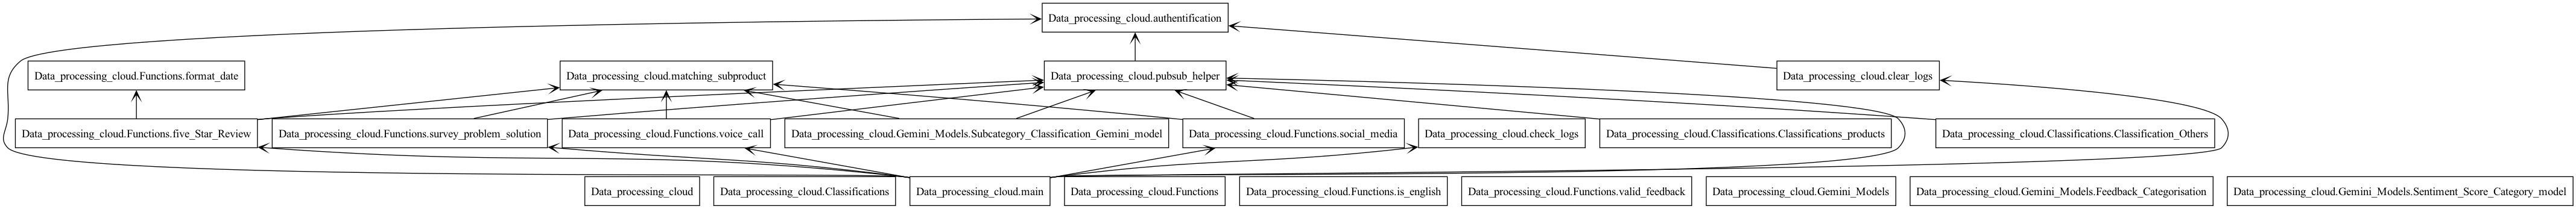 Data_processing_cloud.authentification
Data_processing_cloud.Functions.format_date
Data_processing_cloud.matching_subproduct
Data_processing_cloud.pubsub_helper
Data_processing_cloud.clear_logs
Data_processing_cloud.Functions.five_Star_Review
Data_processing_cloud.Functions.survey_problem_solution
Data_processing_cloud.Functions.voice_call
Data_processing_cloud.Gemini_Models.Subcategory_Classification_Gemini_model
Data_processing_cloud.Functions.social_media
Data_processing_cloud.check_logs
Data_processing_cloud.Classifications.Classifications_products
Data_processing_cloud.Classifications.Classification_Others
Data_processing_cloud
Data_processing_cloud.Classifications
Data_processing_cloud.main
Data_processing_cloud.Functions
Data_processing_cloud.Functions.is_english
Data_processing_cloud.Functions.valid_feedback
Data_processing_cloud.Gemini_Models
Data_processing_cloud.Gemini_Models.Feedback_Categorisation
Data_processing_cloud.Gemini_Models.Sentiment_Score_Category_model